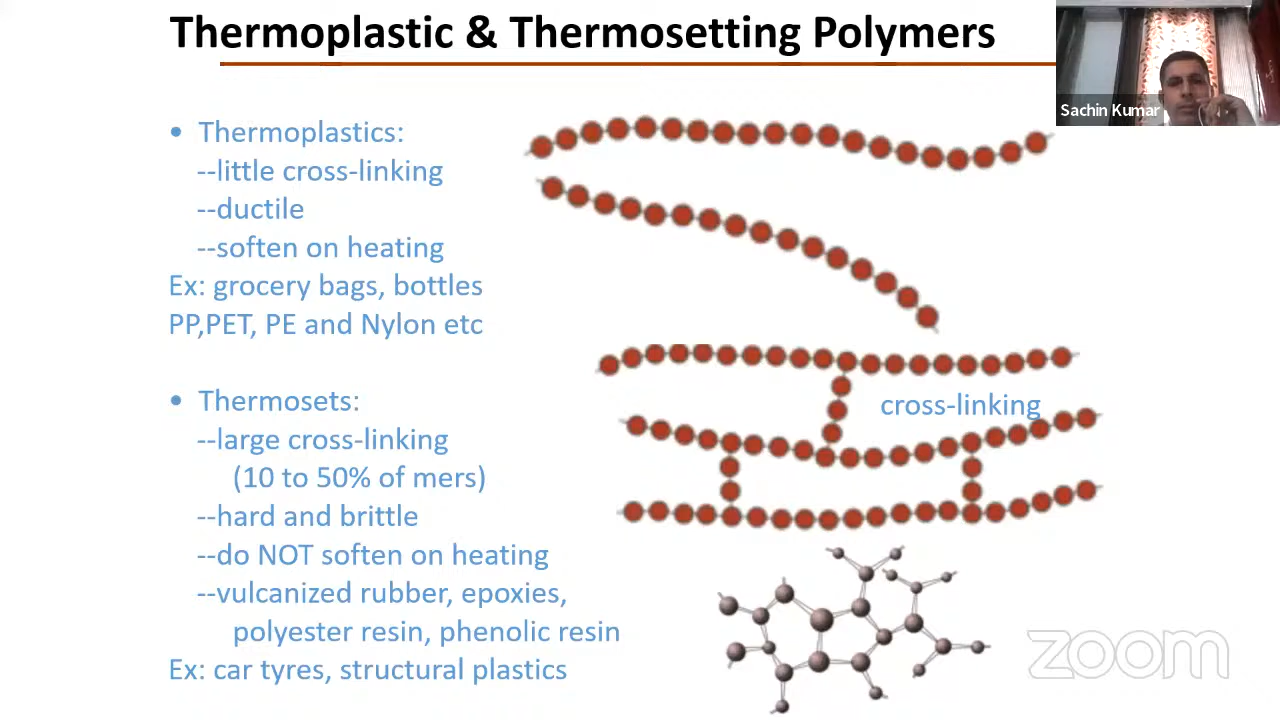 Thermoplastic & Thermosetting Polymers
Sachin Kumar
• Thermoplastics:
--little cross-linking
--ductile
--soften on heating
Ex: grocery bags, bottles
PP,PET, PE and Nylon etc
• Thermosets:
--large cross-linking
(10 to 50% of mers)
--hard and brittle
--do NOT soften on heating
--vulcanized rubber, epoxies,
polyester resin, phenolic resin
Ex: car tyres, structural plastics
cross-linking
zoom